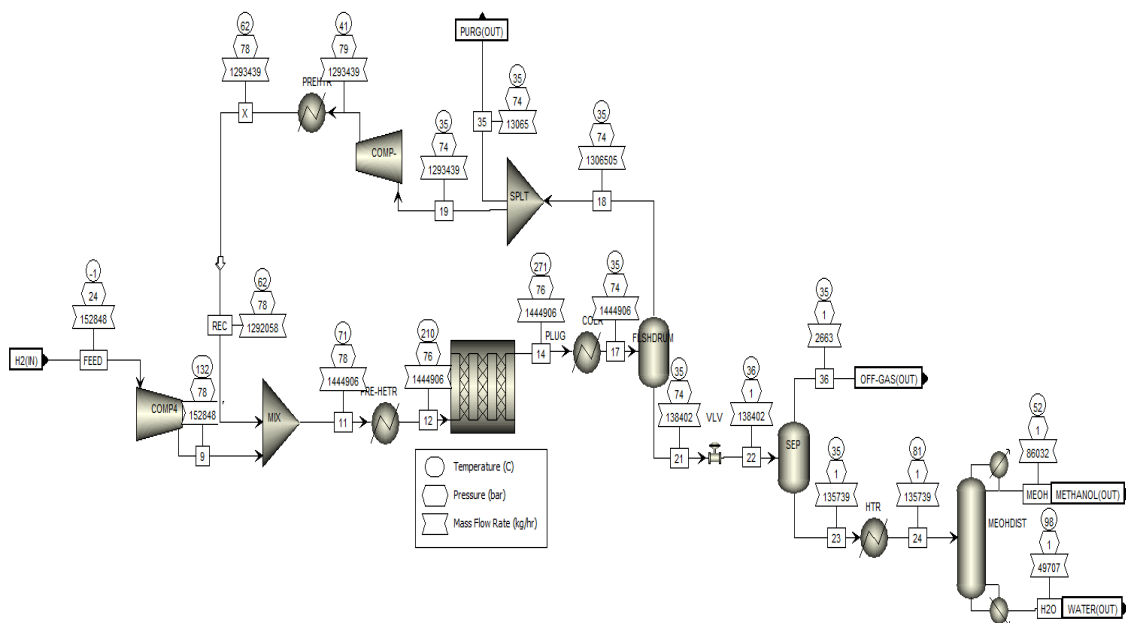 62
78
1293439
X
PREHTR
41
79
1293439
COMP-
PURG(OUT)
35
74
13065
35
35
74
1293439
19
SPLT
35
74
1306505
18
-1
24
152848
H2(IN)
FEED
COMP4
132
78
152848
9
REC
62
78
1292058
MIX
71
78
1444906
11
PRE-HETR
210
76
1444906
12
271
76
1444906
PLUG
14
COLR
35
74
1444906
17
FLSHDRUM
35
74
138402
21
VLV
36
1
138402
22
SEP
35
1
2663
36
OFF-GAS(OUT)
35
1
135739
23
HTR
81
1
135739
24
MEOHDIST
52
1
86032
MEOH
METHANOL(OUT)
98
1
49707
H2O
WATER(OUT)
Temperature (C)
Pressure (bar)
Mass Flow Rate (kg/hr)